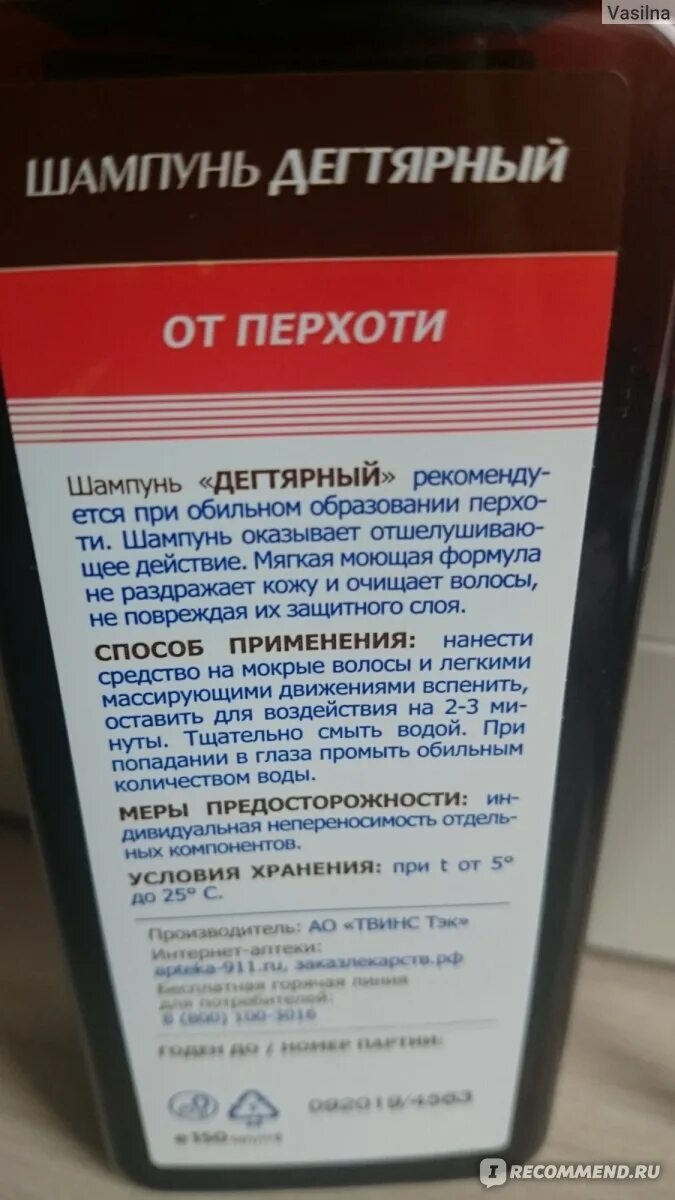 Vasilna
ШАМПУНЬ ДЕГТЯРНЫЙ
ОТ ПЕРХОТИ
Шампунь «ДЕГТЯРНЫЙ» рекоменду-
ется при обильном образовании перхо-
ти. Шампунь оказывает отшелушиваю-
щее действие. Мягкая моющая формула
не раздражает кожу и очищает волосы,
не повреждая их защитного слоя.
СПОСОБ ПРИМЕНЕНИЯ: нанести
средство на мокрые волосы и легкими
массирующими движениями вспенить,
оставить для воздействия на 2-3 ми-
нуты. Тщательно смыть водой. При
попадании в глаза промыть обильным
количеством воды.
МЕРЫ ПРЕДОСТОРОЖНОСТИ: ин-
дивидуальная непереносимость отдель-
ных компонентов.
УСЛОВИЯ ХРАНЕНИЯ: при t от 5°
до 25° С.
Производитель: АО «ТВИНС Тэк»
Интернет-аптеки:
apteka-911.ru, заказлекарств.рф
Бесплатная горячая линия
для потребителей:
8 (800) 100-3016
ГОДЕН ДО / НОМЕР ПАРТИИ:
092019/4563
e 150
IRECOMMEND.RU